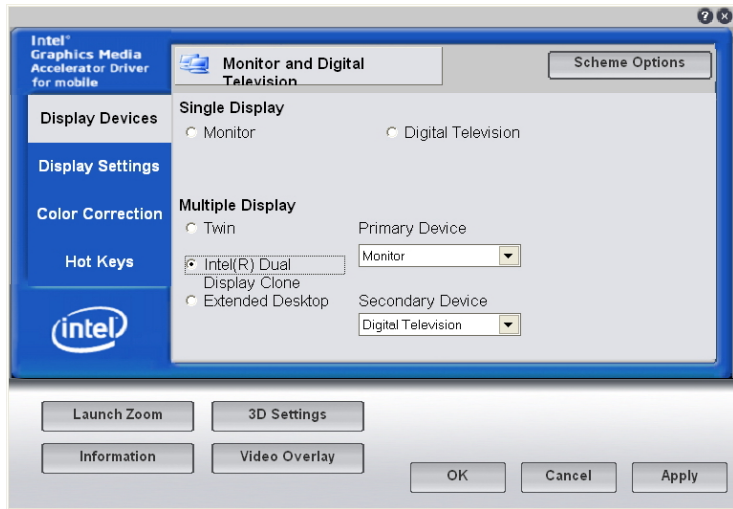 Intel®
Graphics Media
Accelerator Driver
for mobile
Monitor and Digital
Television
Scheme Options
Display Devices
Display Settings
Color Correction
Hot Keys
intel
Single Display
Monitor
Digital Television
Multiple Display
Twin
Primary Device
Monitor
Intel(R) Dual
Display Clone
Extended Desktop
Secondary Device
Digital Television
Launch Zoom
3D Settings
Information
Video Overlay
OK
Cancel
Apply